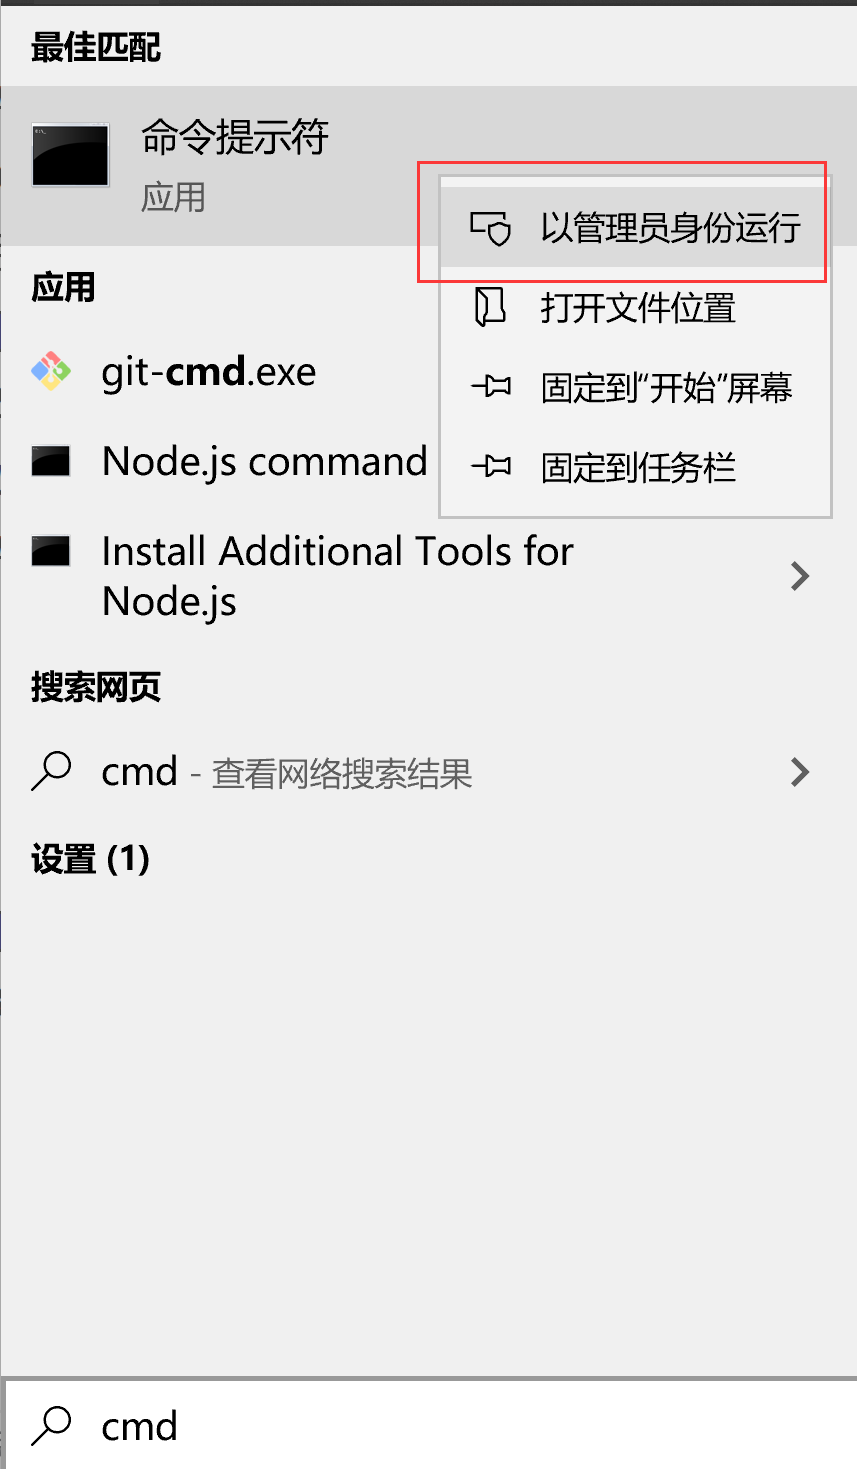 最佳匹配
命令提示符
应用
以管理员身份运行
打开文件位置
固定到“开始”屏幕
固定到任务栏
应用
git-cmd.exe
Node.js command
Install Additional Tools for
Node.js
搜索网页
cmd - 查看网络搜索结果
设置 (1)
cmd